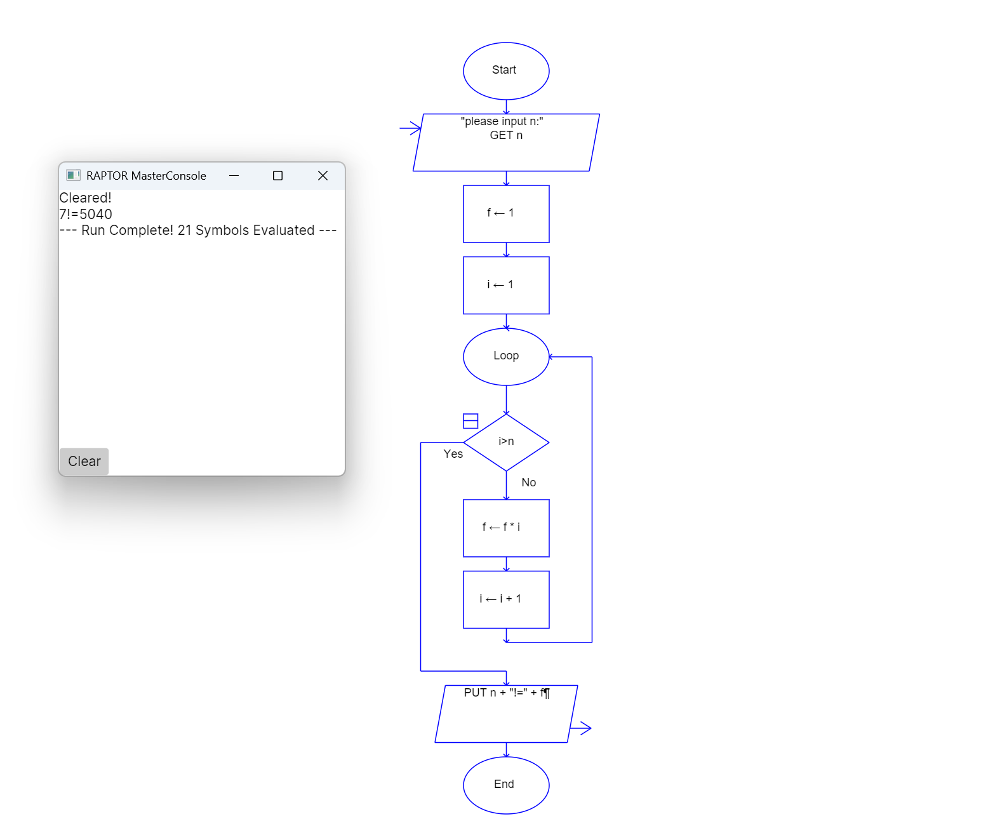 RAPTOR MasterConsole
Cleared!
7!=5040
--- Run Complete! 21 Symbols Evaluated ---
Clear
Start
"please input n:"
GET n
f ← 1
i ← 1
Loop
i>n
Yes
No
f ← f * i
i ← i + 1
PUT n + "!=" + f¶
End